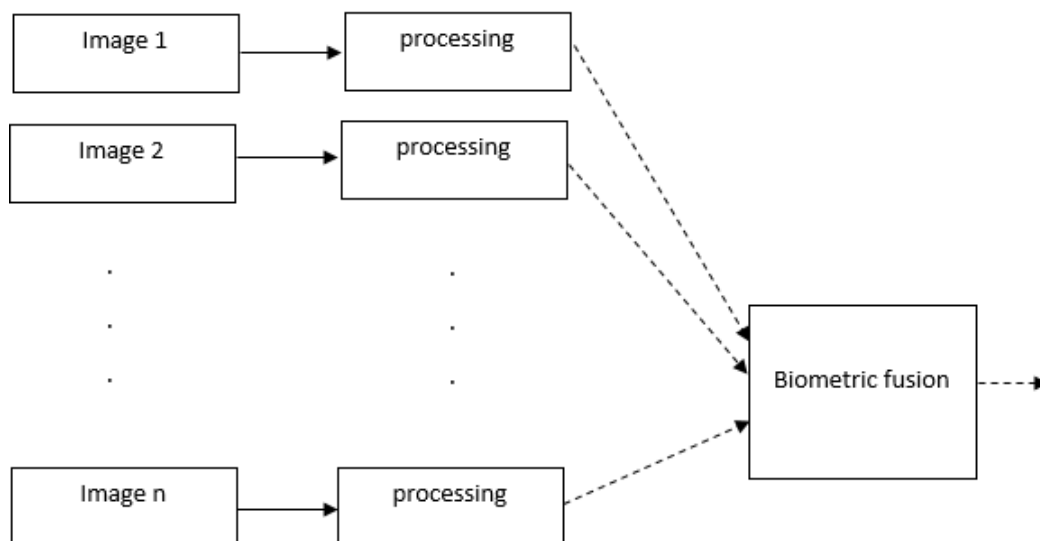 Image 1
processing
Image 2
processing
Biometric fusion
Image n
processing